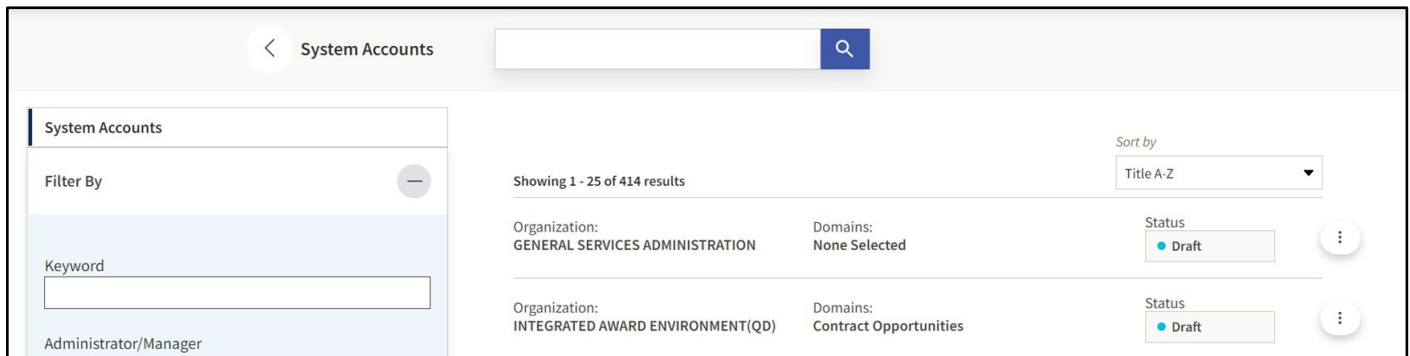 System Accounts
System Accounts
Filter By
Keyword
Administrator/Manager
Sort by
Title A-Z
Showing 1 - 25 of 414 results
Organization:
GENERAL SERVICES ADMINISTRATION
Domains:
None Selected
Status
Draft
Organization:
INTEGRATED AWARD ENVIRONMENT(QD)
Domains:
Contract Opportunities
Status
Draft